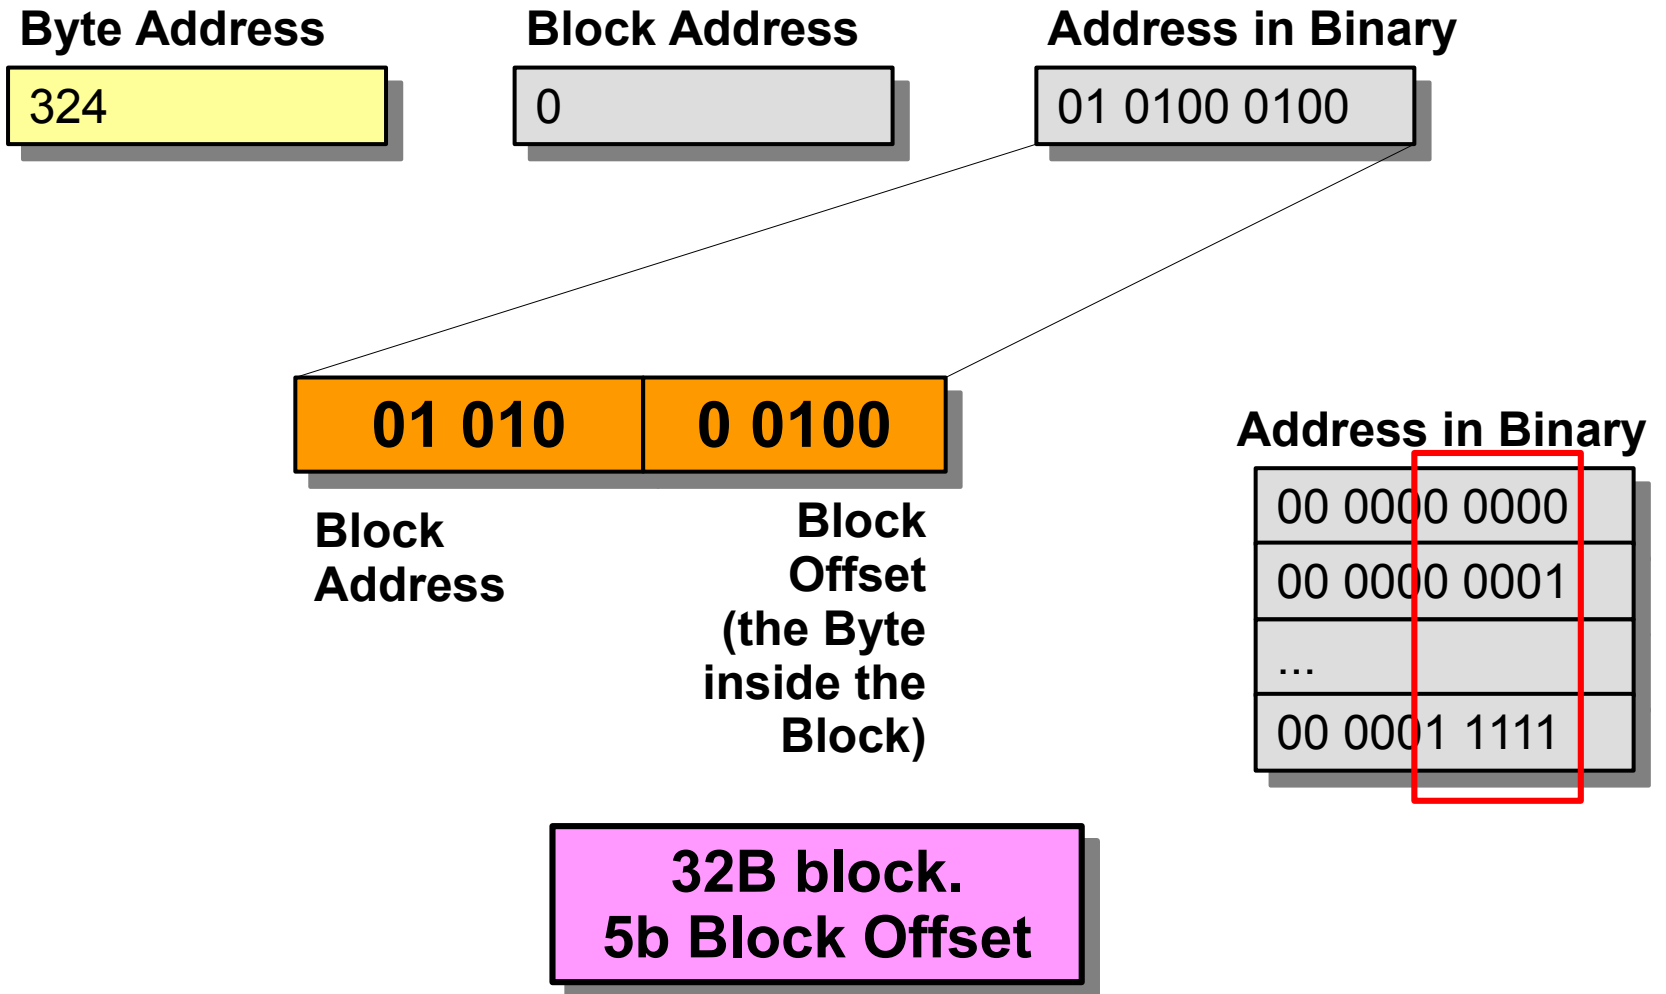 Byte Address
Block Address
Address in Binary
324
0
01 0100 0100
01 010
0 0100
Block
Address
Block
Offset
(the Byte
inside the
Block)
Address in Binary
00 0000 0000
00 0000 0001
...
00 0001 1111
32B block.
5b Block Offset